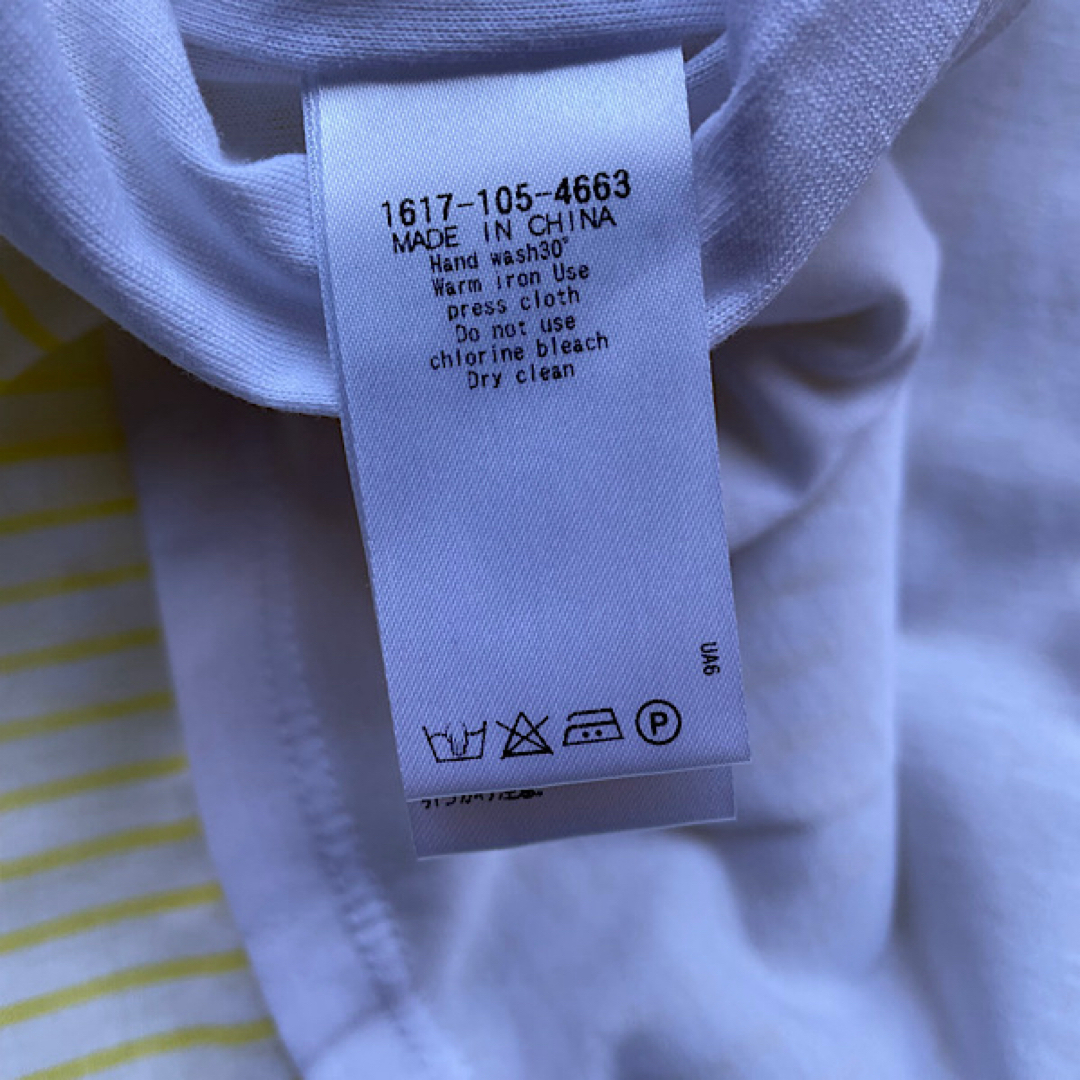 1617-105-4663
MADE IN CHINA
Hand wash30°
Warm iron Use
press cloth
Do not use
chlorine bleach
Dry clean
UA6
P